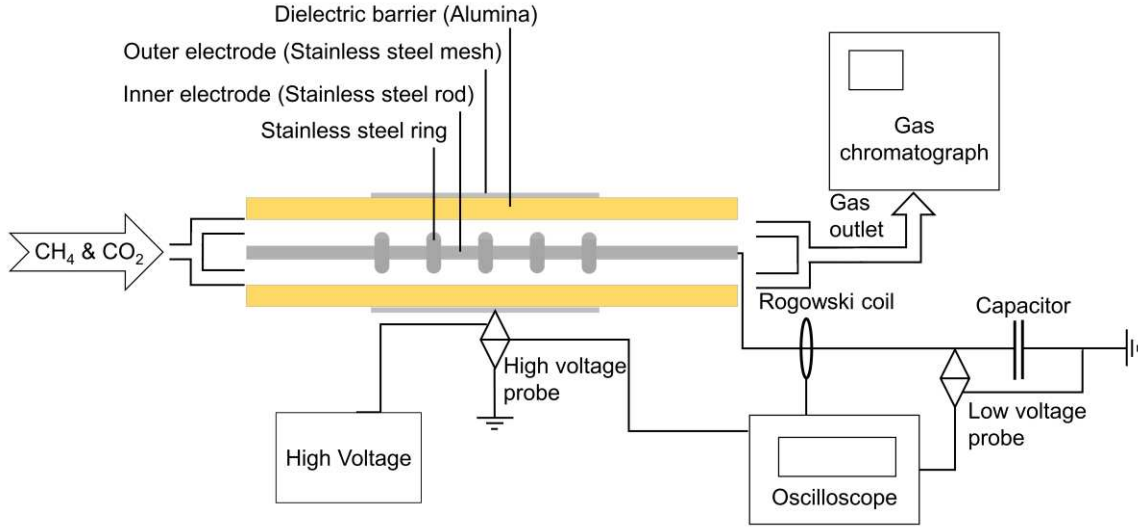 Dielectric barrier (Alumina)
Outer electrode (Stainless steel mesh)
Inner electrode (Stainless steel rod)
Stainless steel ring
Gas
chromatograph
Gas
outlet
CH₄ & CO₂
Rogowski coil
Capacitor
High voltage
probe
Low voltage
probe
High Voltage
Oscilloscope